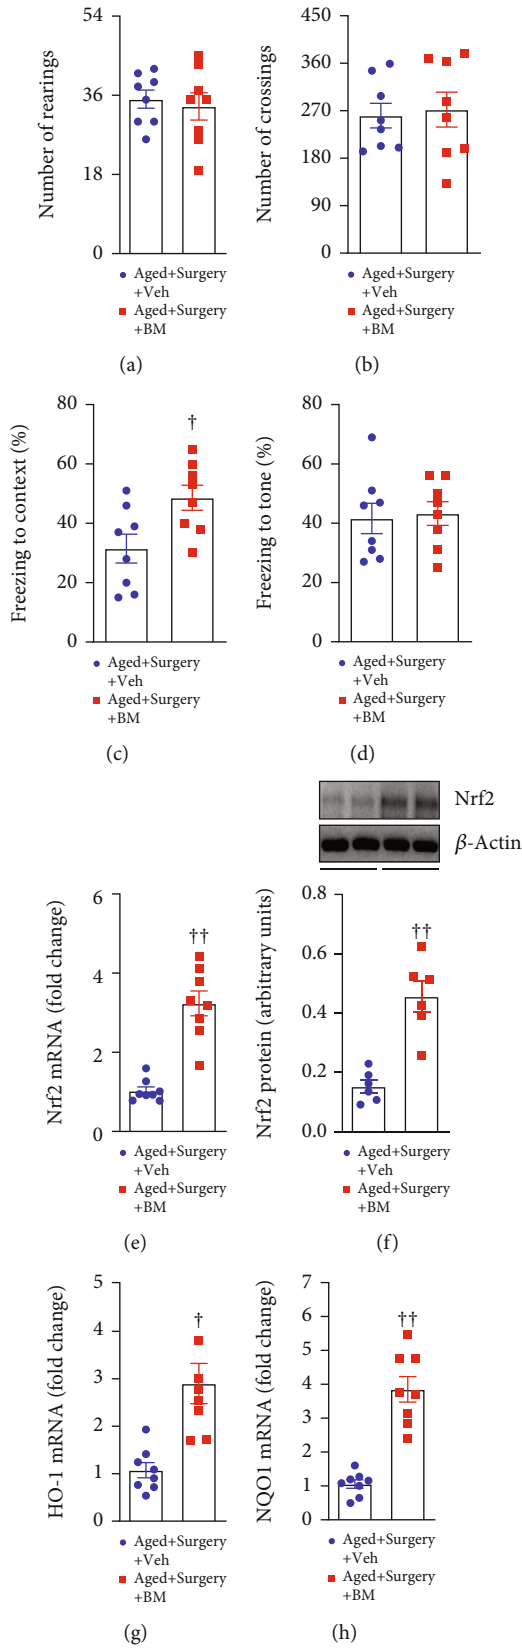 Number of rearings
54
36
18
0
Aged+Surgery
+Veh
Aged+Surgery
+BM
(a)
Number of crossings
450
360
270
180
90
0
Aged+Surgery
+Veh
Aged+Surgery
+BM
(b)
Freezing to context (%)
80
60
40
20
0
†
Aged+Surgery
+Veh
Aged+Surgery
+BM
(c)
Freezing to tone (%)
80
60
40
20
0
Aged+Surgery
+Veh
Aged+Surgery
+BM
(d)
Nrf2 mRNA (fold change)
6
4
2
0
††
Aged+Surgery
+Veh
Aged+Surgery
+BM
(e)
Nrf2
β-Actin
Nrf2 protein (arbitrary units)
0.8
0.6
0.4
0.2
0.0
††
Aged+Surgery
+Veh
Aged+Surgery
+BM
(f)
HO-1 mRNA (fold change)
5
4
3
2
1
0
†
Aged+Surgery
+Veh
Aged+Surgery
+BM
(g)
NQO1 mRNA (fold change)
7
6
5
4
3
2
1
0
††
Aged+Surgery
+Veh
Aged+Surgery
+BM
(h)